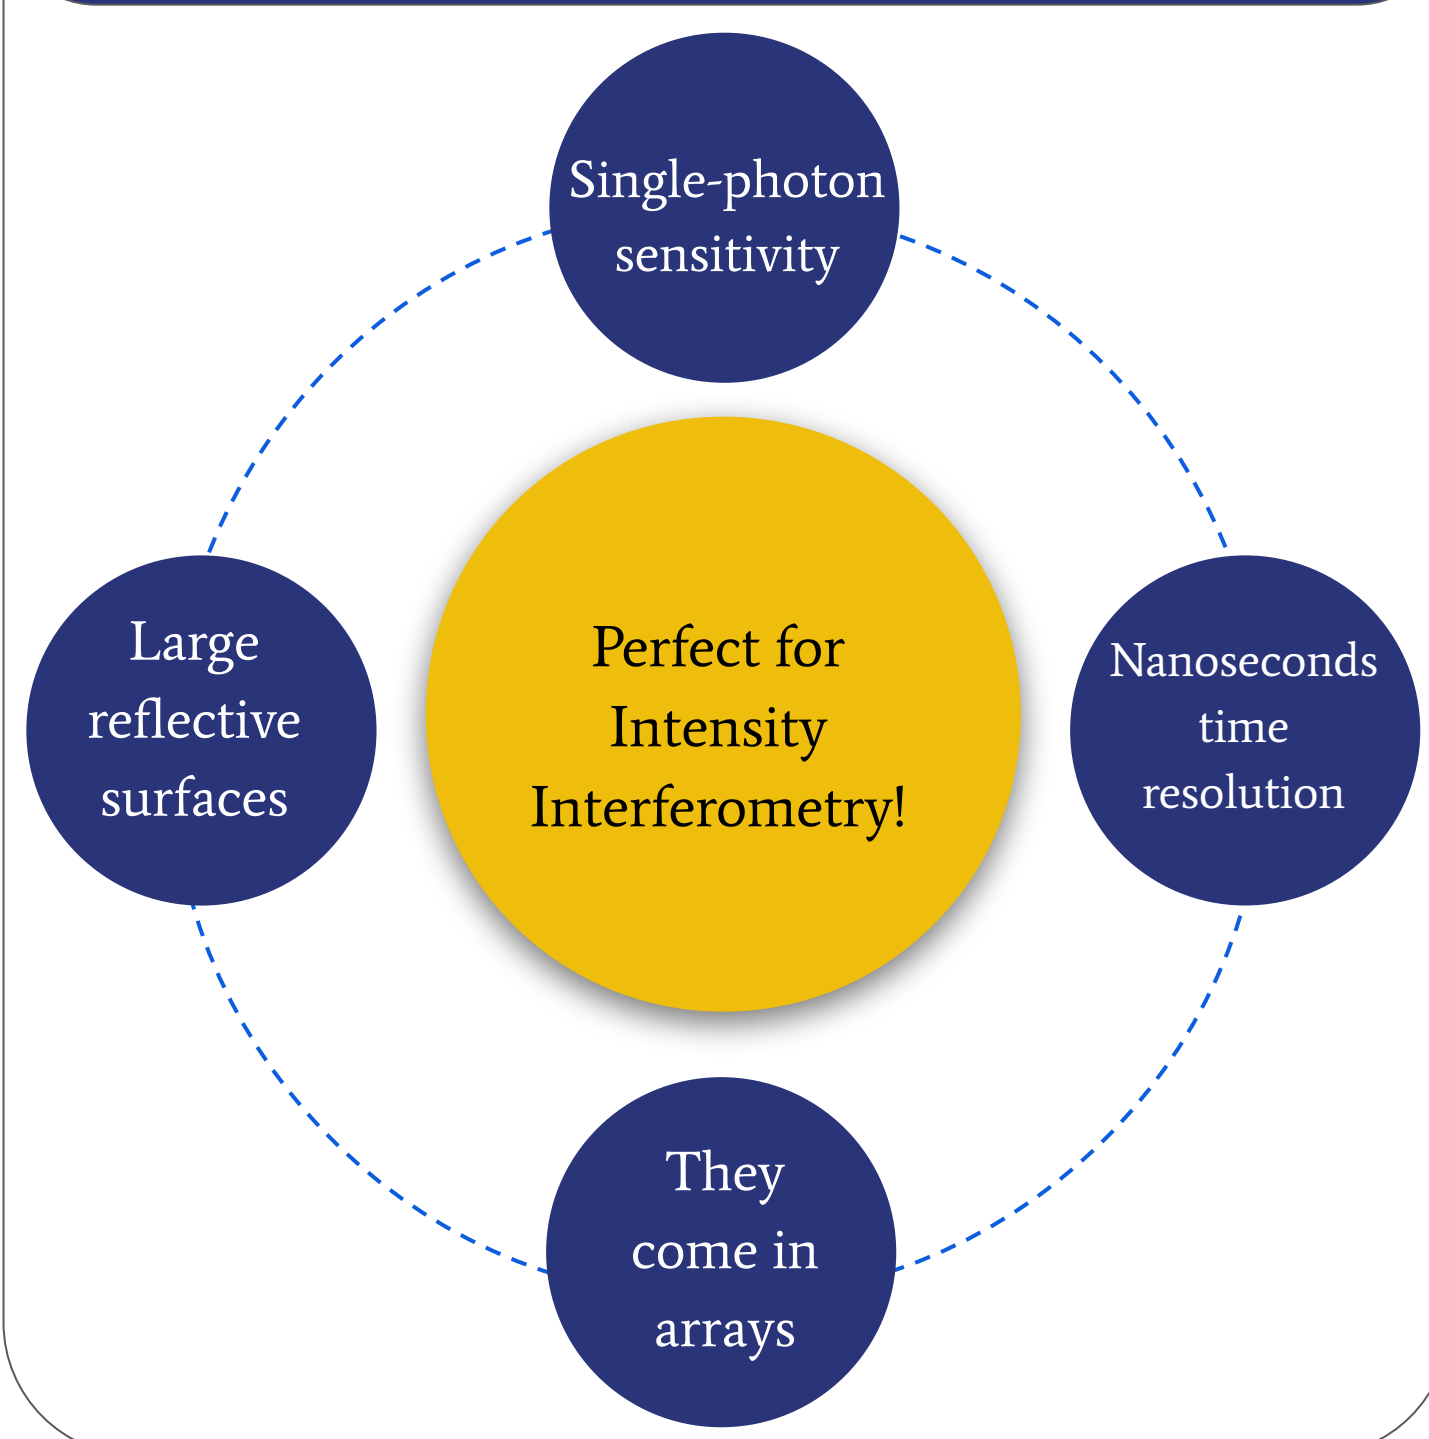 Single-photon
sensitivity
Large
reflective
surfaces
Perfect for
Intensity
Interferometry!
Nanoseconds
time
resolution
They
come in
arrays